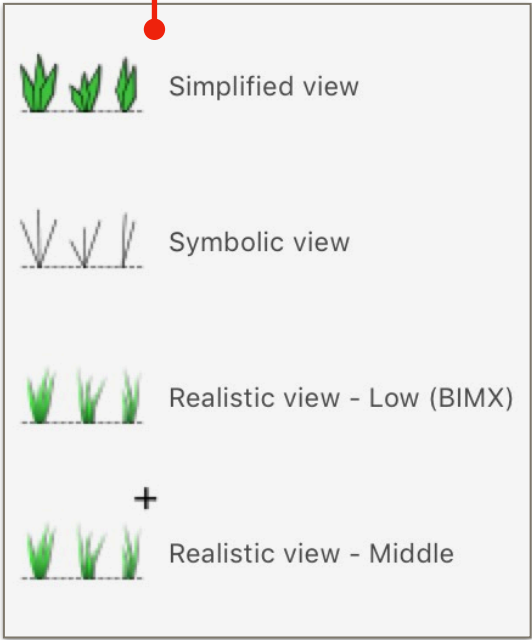 Simplified view
Symbolic view
Realistic view - Low (BIMX)
Realistic view - Middle